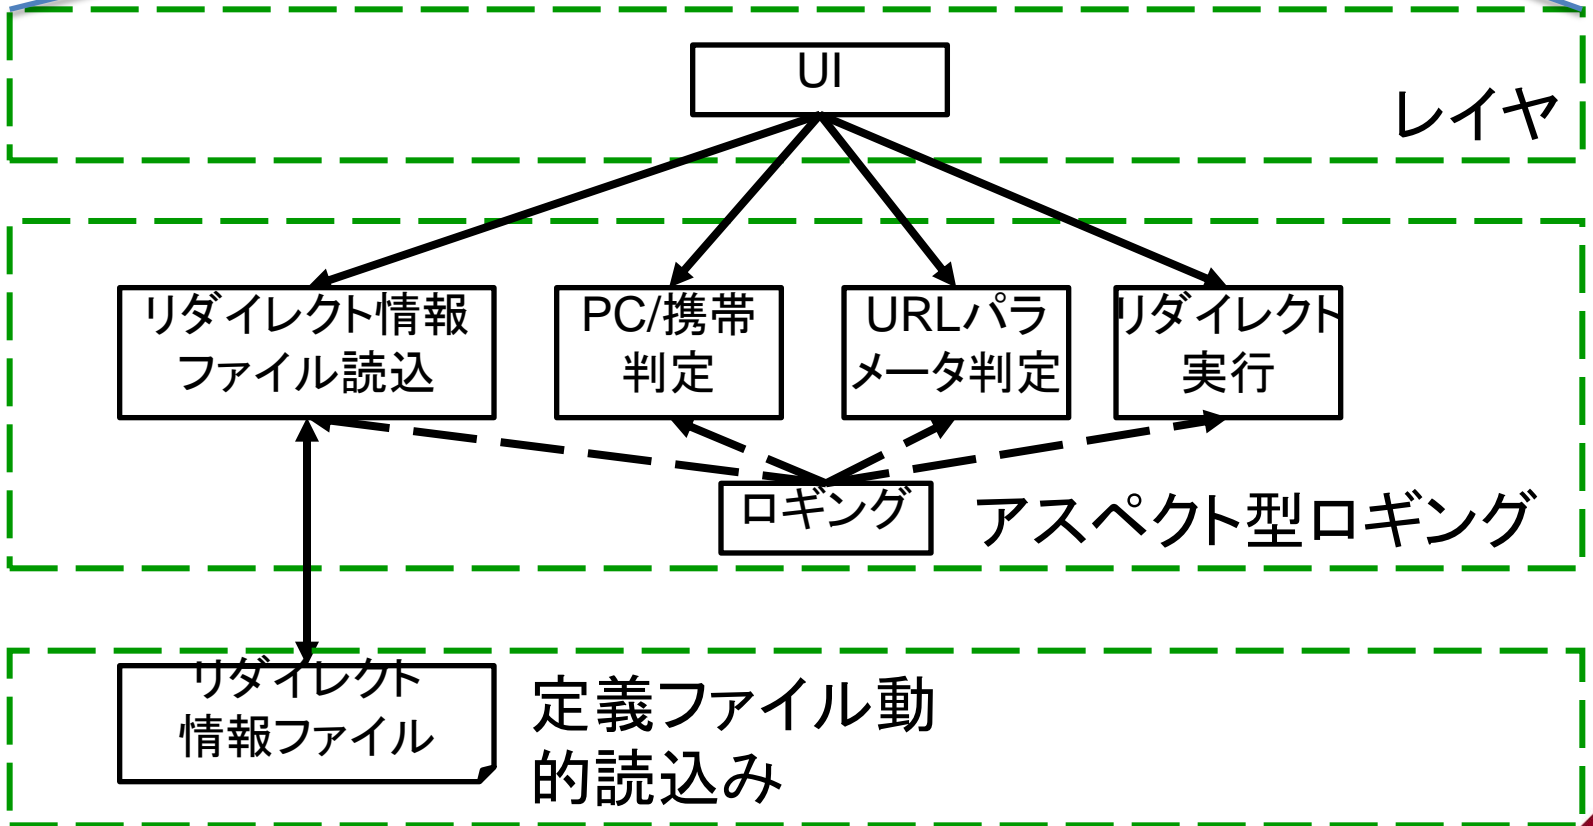 UI
レイヤ
リダイレクト情報
ファイル読込
PC/携帯
判定
URLパラ
メータ判定
リダイレクト
実行
ロギング
アスペクト型ロギング
リダイレクト
情報ファイル
定義ファイル動
的読込み